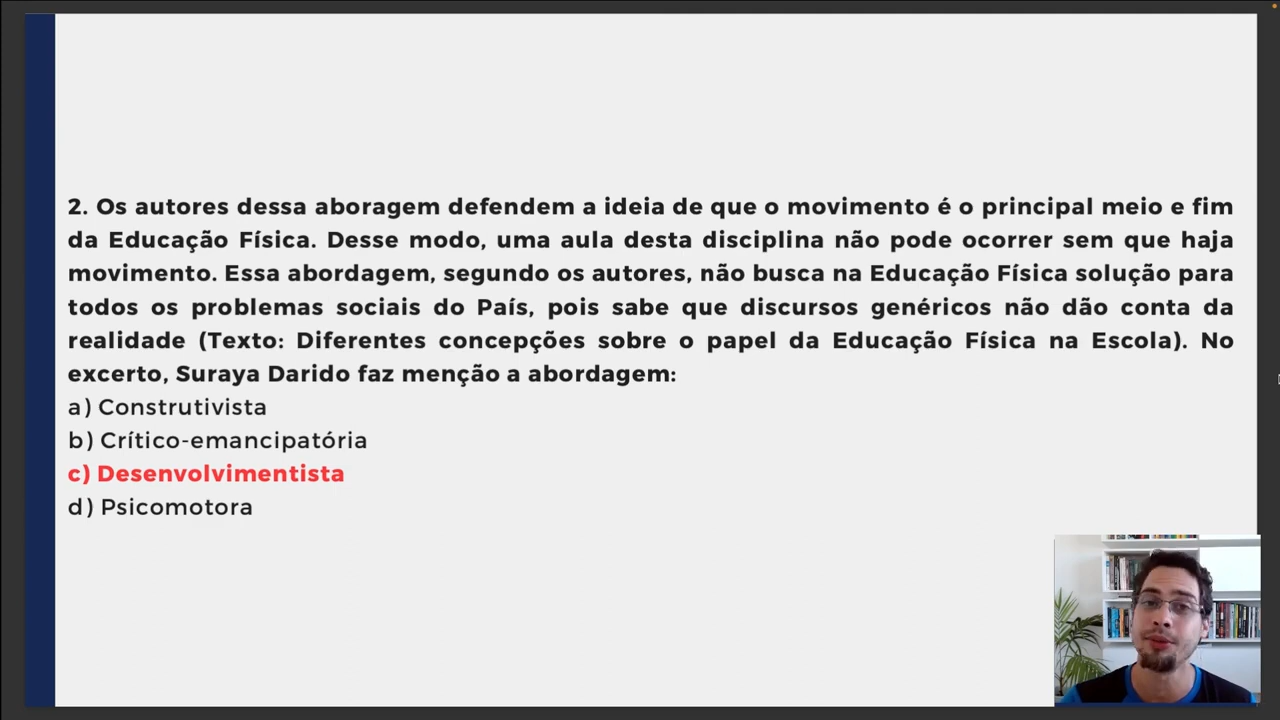 2. Os autores dessa aboragem defendem a ideia de que o movimento é o principal meio e fim
da Educação Física. Desse modo, uma aula desta disciplina não pode ocorrer sem que haja
movimento. Essa abordagem, segundo os autores, não busca na Educação Física solução para
todos os problemas sociais do País, pois sabe que discursos genéricos não dão conta da
realidade (Texto: Diferentes concepções sobre o papel da Educação Física na Escola). No
excerto, Suraya Darido faz menção a abordagem:
a) Construtivista
b) Crítico-emancipatória
c) Desenvolvimentista
d) Psicomotora